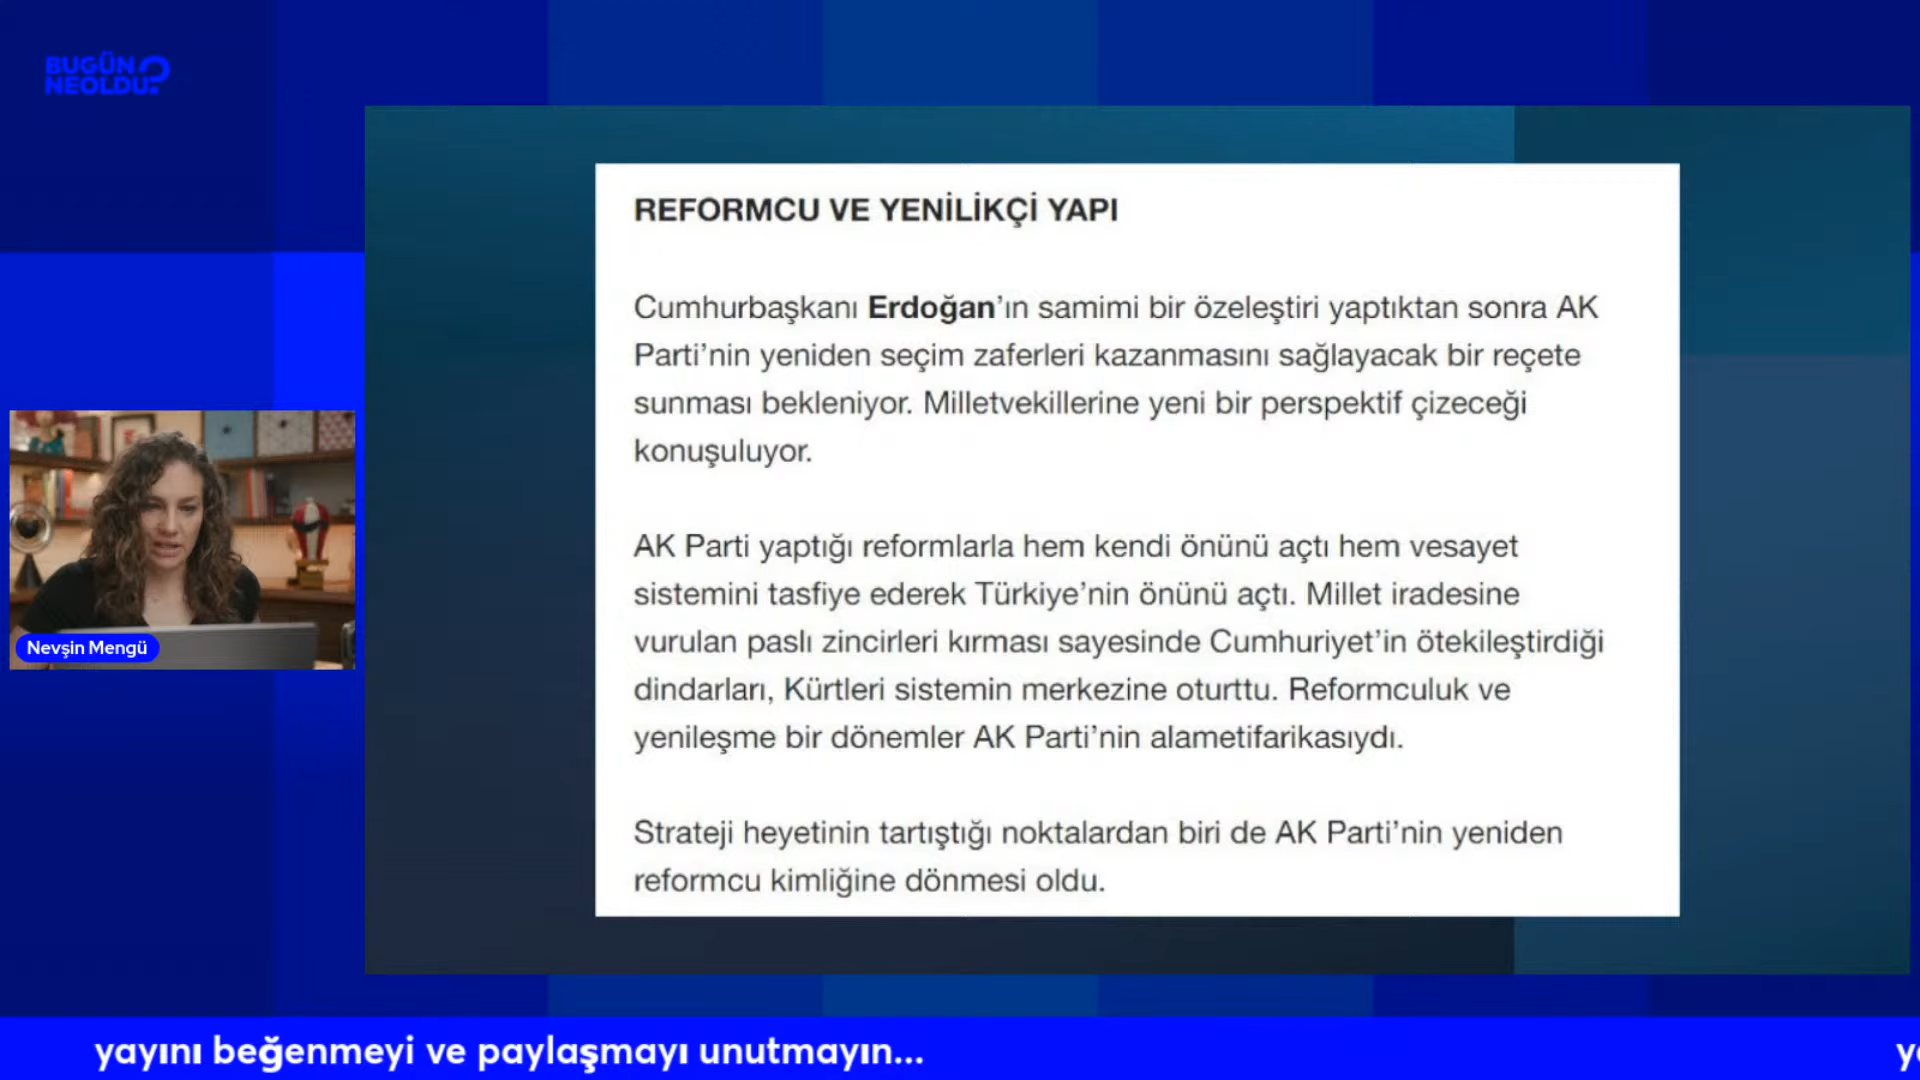 BUGÜN
NEOLDU?
REFORMCU VE YENİLİKÇİ YAPI
Cumhurbaşkanı Erdoğan’ın samimi bir özeleştiri yaptıktan sonra AK
Parti’nin yeniden seçim zaferleri kazanmasını sağlayacak bir reçete
sunması bekleniyor. Milletvekillerine yeni bir perspektif çizeceği
konuşuluyor.
AK Parti yaptığı reformlarla hem kendi önünü açtı hem vesayet
sistemini tasfiye ederek Türkiye’nin önünü açtı. Millet iradesine
vurulan paslı zincirleri kırması sayesinde Cumhuriyet’in ötekileştirdiği
dindarları, Kürtleri sistemin merkezine oturttu. Reformculuk ve
yenileşme bir dönemler AK Parti’nin alametifarikasıydı.
Strateji heyetinin tartıştığı noktalardan biri de AK Parti’nin yeniden
reformcu kimliğine dönmesi oldu.
Nevşin Mengü
yayını beğenmeyi ve paylaşmayı unutmayın...